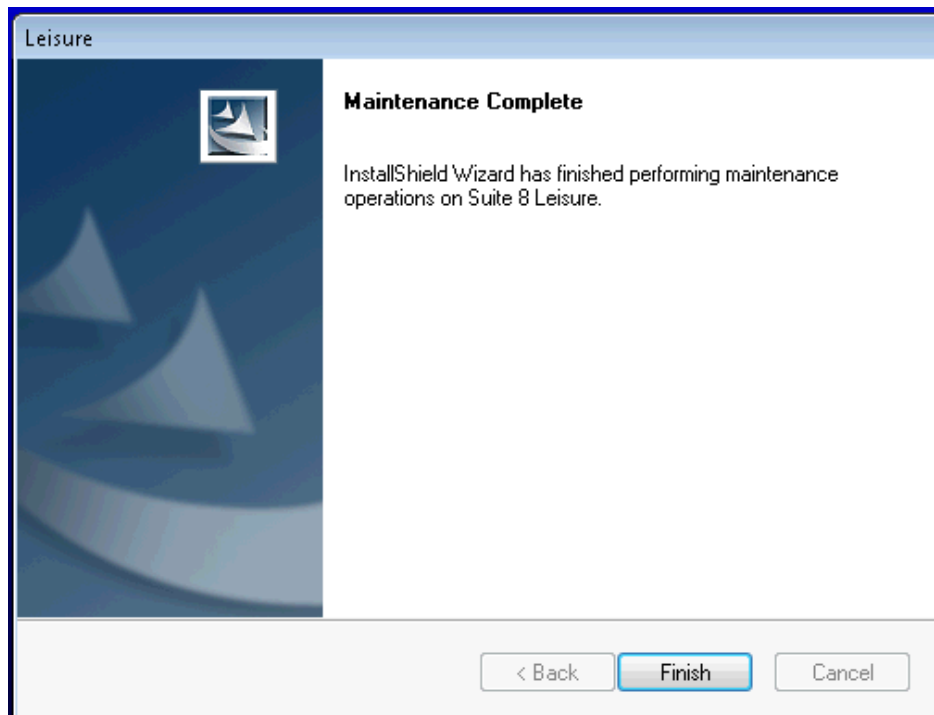 Leisure
Maintenance Complete
InstallShield Wizard has finished performing maintenance
operations on Suite 8 Leisure.
< Back
Finish
Cancel